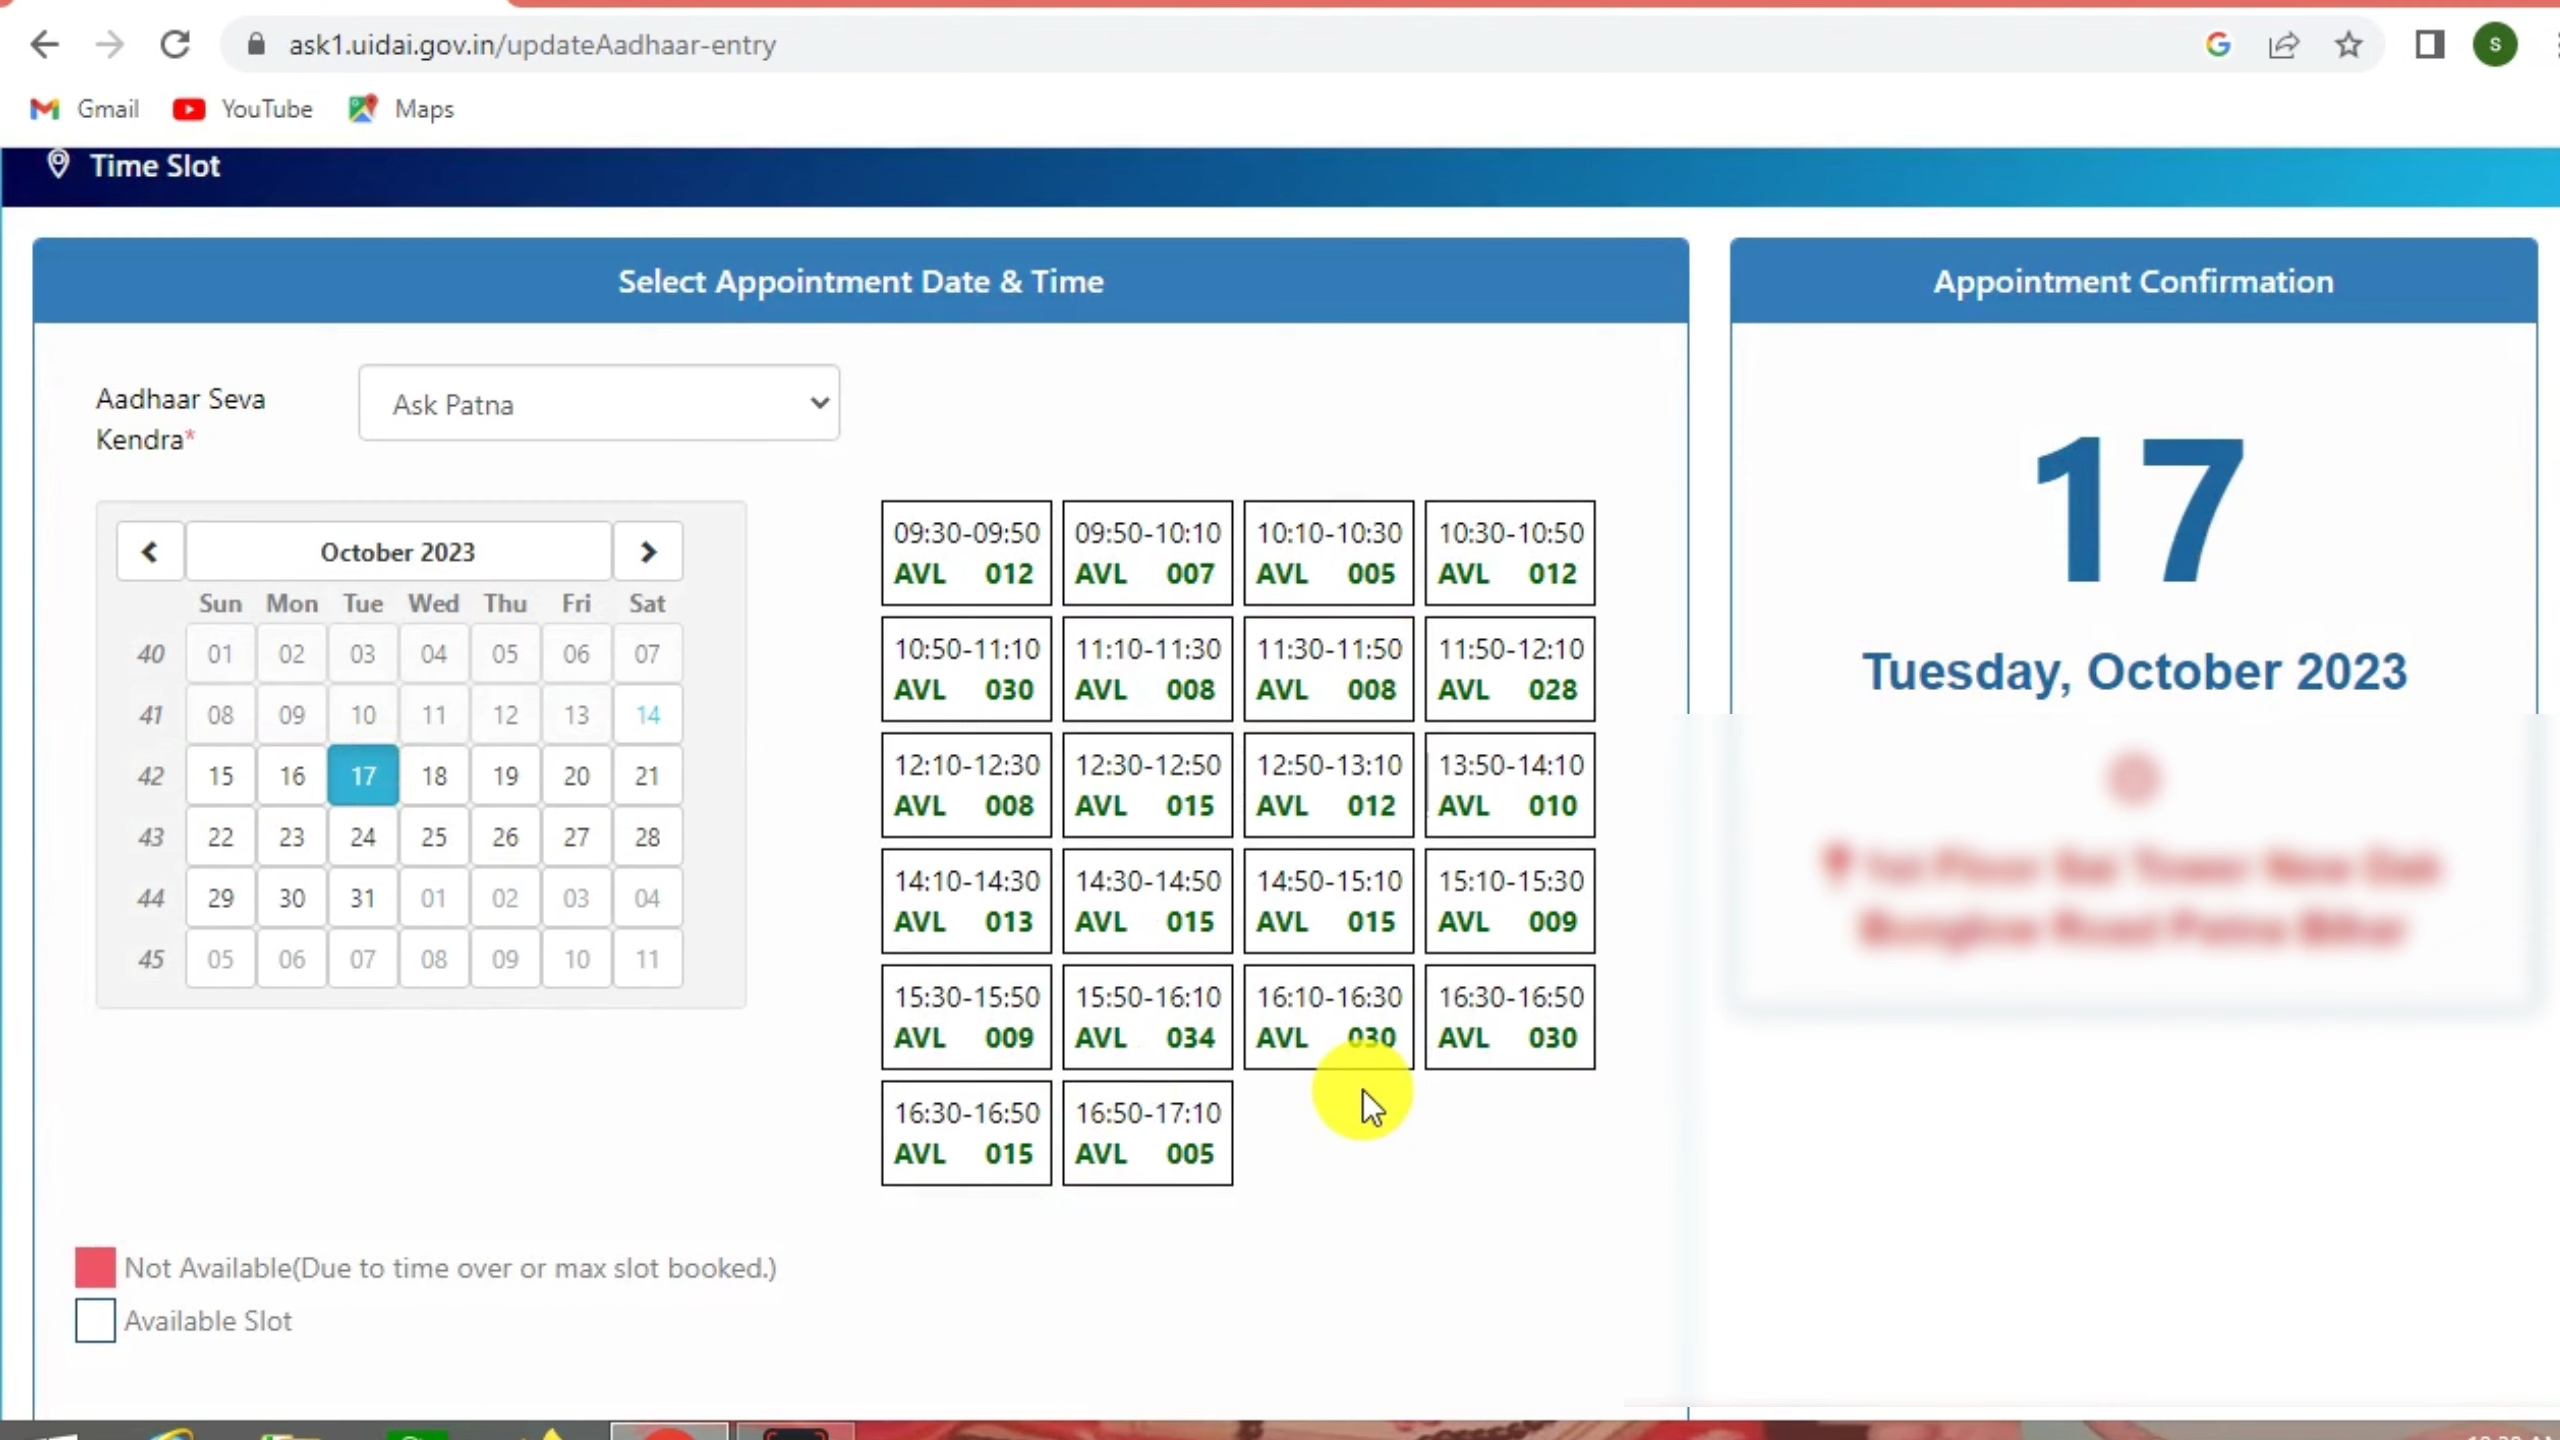 ask1.uidai.gov.in/updateAadhaar-entry
S
Gmail YouTube Maps
Time Slot
Select Appointment Date & Time
Aadhaar Seva
Kendra*
Ask Patna
October 2023
Sun Mon Tue Wed Thu Fri Sat
40 01 02 03 04 05 06 07
41 08 09 10 11 12 13 14
42 15 16 17 18 19 20 21
43 22 23 24 25 26 27 28
44 29 30 31 01 02 03 04
45 05 06 07 08 09 10 11
09:30-09:50 09:50-10:10 10:10-10:30 10:30-10:50
AVL 012 AVL 007 AVL 005 AVL 012
10:50-11:10 11:10-11:30 11:30-11:50 11:50-12:10
AVL 030 AVL 008 AVL 008 AVL 028
12:10-12:30 12:30-12:50 12:50-13:10 13:50-14:10
AVL 008 AVL 015 AVL 012 AVL 010
14:10-14:30 14:30-14:50 14:50-15:10 15:10-15:30
AVL 013 AVL 015 AVL 015 AVL 009
15:30-15:50 15:50-16:10 16:10-16:30 16:30-16:50
AVL 009 AVL 034 AVL 030 AVL 030
16:30-16:50 16:50-17:10
AVL 015 AVL 005
Not Available(Due to time over or max slot booked.)
Available Slot
Appointment Confirmation
17
Tuesday, October 2023